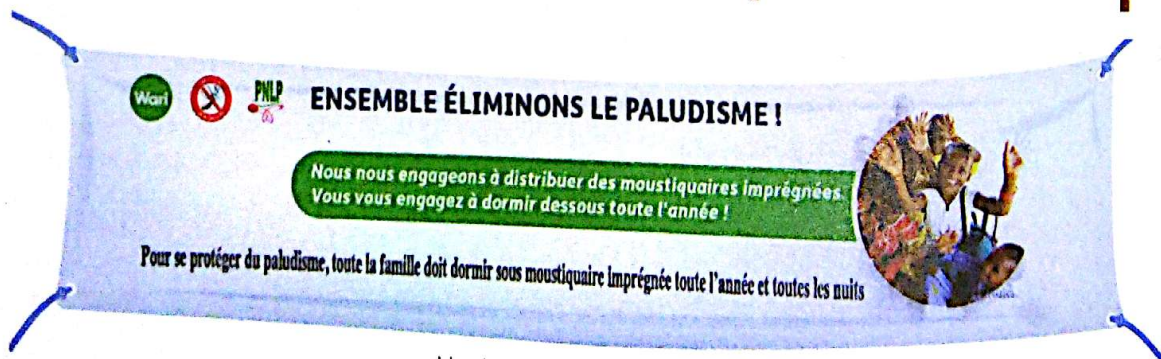 Wari
PNLP
ENSEMBLE ÉLIMINONS LE PALUDISME !
Nous nous engageons à distribuer des moustiquaires imprégnées.
Vous vous engagez à dormir dessous toute l'année !
Pour se protéger du paludisme, toute la famille doit dormir sous moustiquaire imprégnée toute l'année et toutes les nuits